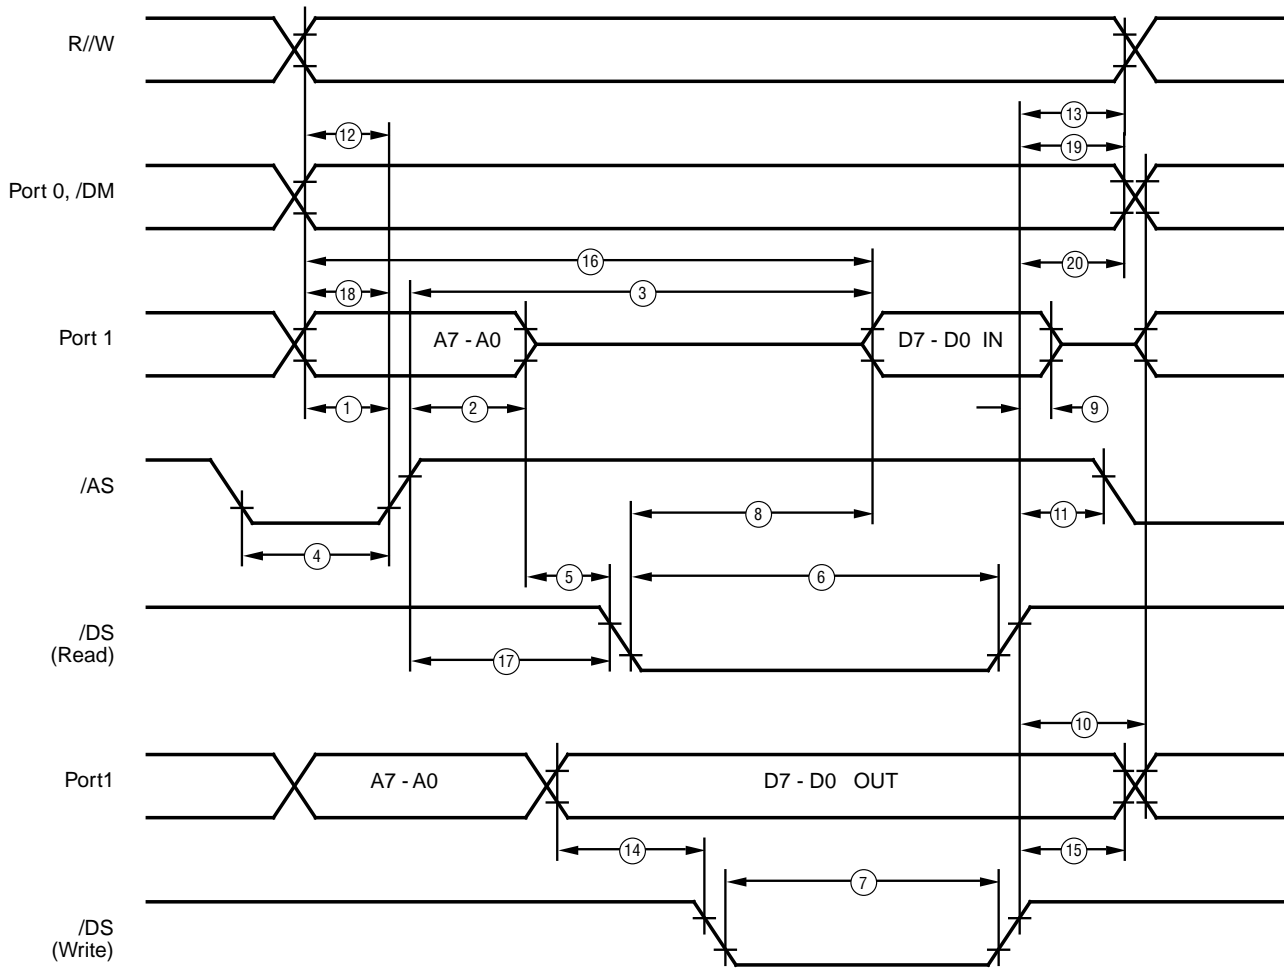 R//W
13
12
19
Port 0, /DM
16
20
18
3
Port 1
A7 - A0
D7 - D0 IN
1
2
9
/AS
8
11
4
5
6
/DS
(Read)
17
10
Port1
A7 - A0
D7 - D0 OUT
14
15
7
/DS
(Write)